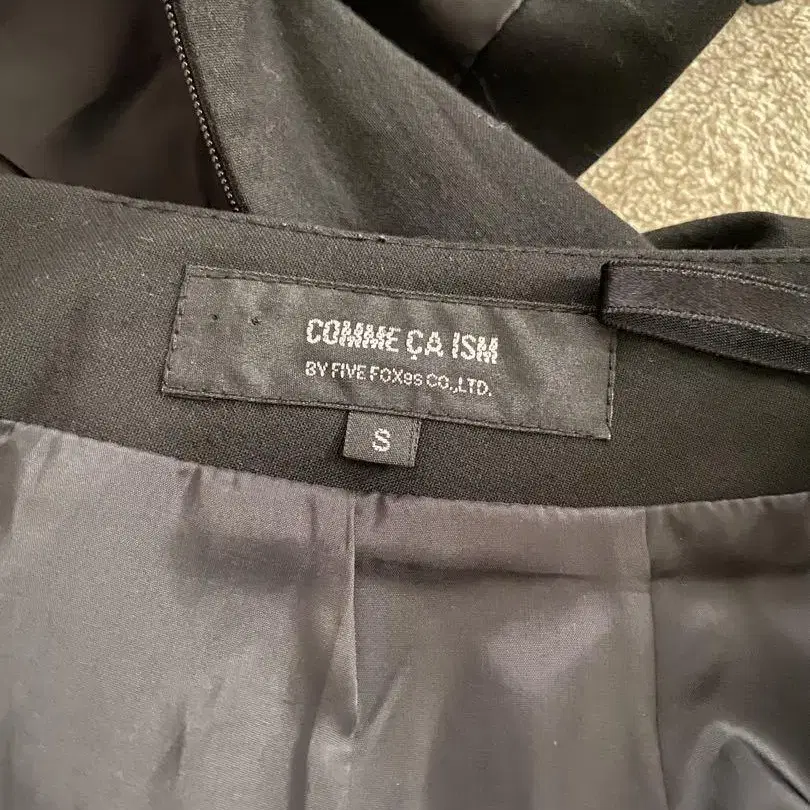 COMME ÇA ISM
BY FIVE FOXes CO.,LTD.
S